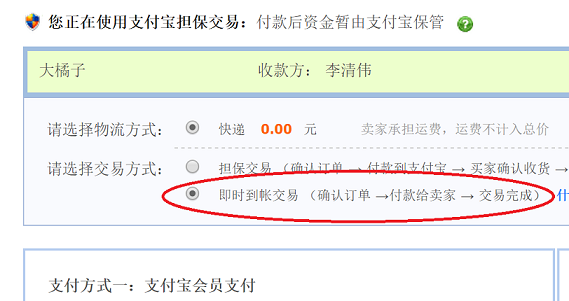 您正在使用支付宝担保交易：付款后资金暂由支付宝保管 ?
大橘子 收款方： 李清伟
请选择物流方式： 快递 0.00 元 卖家承担运费，运费不计入总价
请选择交易方式： 担保交易 （确认订单 → 付款到支付宝 → 买家确认收货 →
即时到帐交易 （确认订单 →付款给卖家 → 交易完成） 什
支付方式一：支付宝会员支付